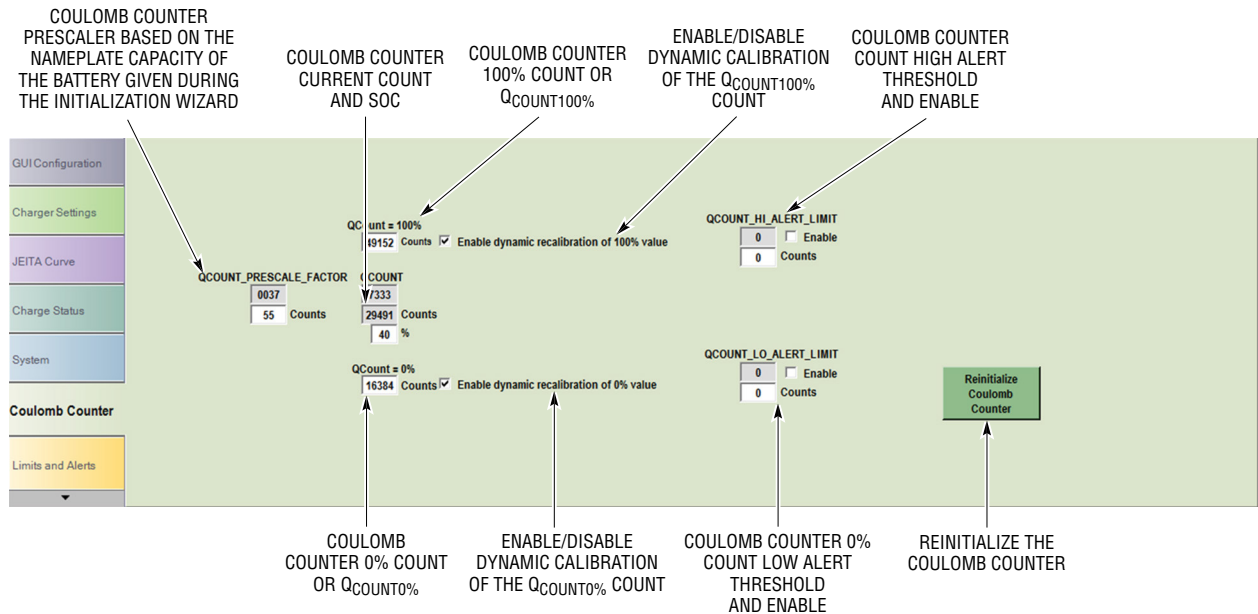 COULOMB COUNTER
PRESCALER BASED ON THE
NAMEPLATE CAPACITY OF
THE BATTERY GIVEN DURING
THE INITIALIZATION WIZARD
COULOMB COUNTER
CURRENT COUNT
AND SOC
COULOMB COUNTER
100% COUNT OR
QCOUNT100%
ENABLE/DISABLE
DYNAMIC CALIBRATION
OF THE QCOUNT100%
COUNT
COULOMB COUNTER
COUNT HIGH ALERT
THRESHOLD
AND ENABLE
GUI Configuration
Charger Settings
JEITA Curve
Charge Status
System
Coulomb Counter
Limits and Alerts
QCount = 100%
49152 Counts Enable dynamic recalibration of 100% value
QCOUNT_HI_ALERT_LIMIT
0 Enable
0 Counts
QCOUNT_PRESCALE_FACTOR QCOUNT
0037 7333
55 Counts 29491 Counts
40 %
QCount = 0%
16384 Counts Enable dynamic recalibration of 0% value
QCOUNT_LO_ALERT_LIMIT
0 Enable
0 Counts
Reinitialize
Coulomb
Counter
COULOMB
COUNTER 0% COUNT
OR QCOUNT0%
ENABLE/DISABLE
DYNAMIC CALIBRATION
OF THE QCOUNT0% COUNT
COULOMB COUNTER 0%
COUNT LOW ALERT
THRESHOLD
AND ENABLE
REINITIALIZE THE
COULOMB COUNTER